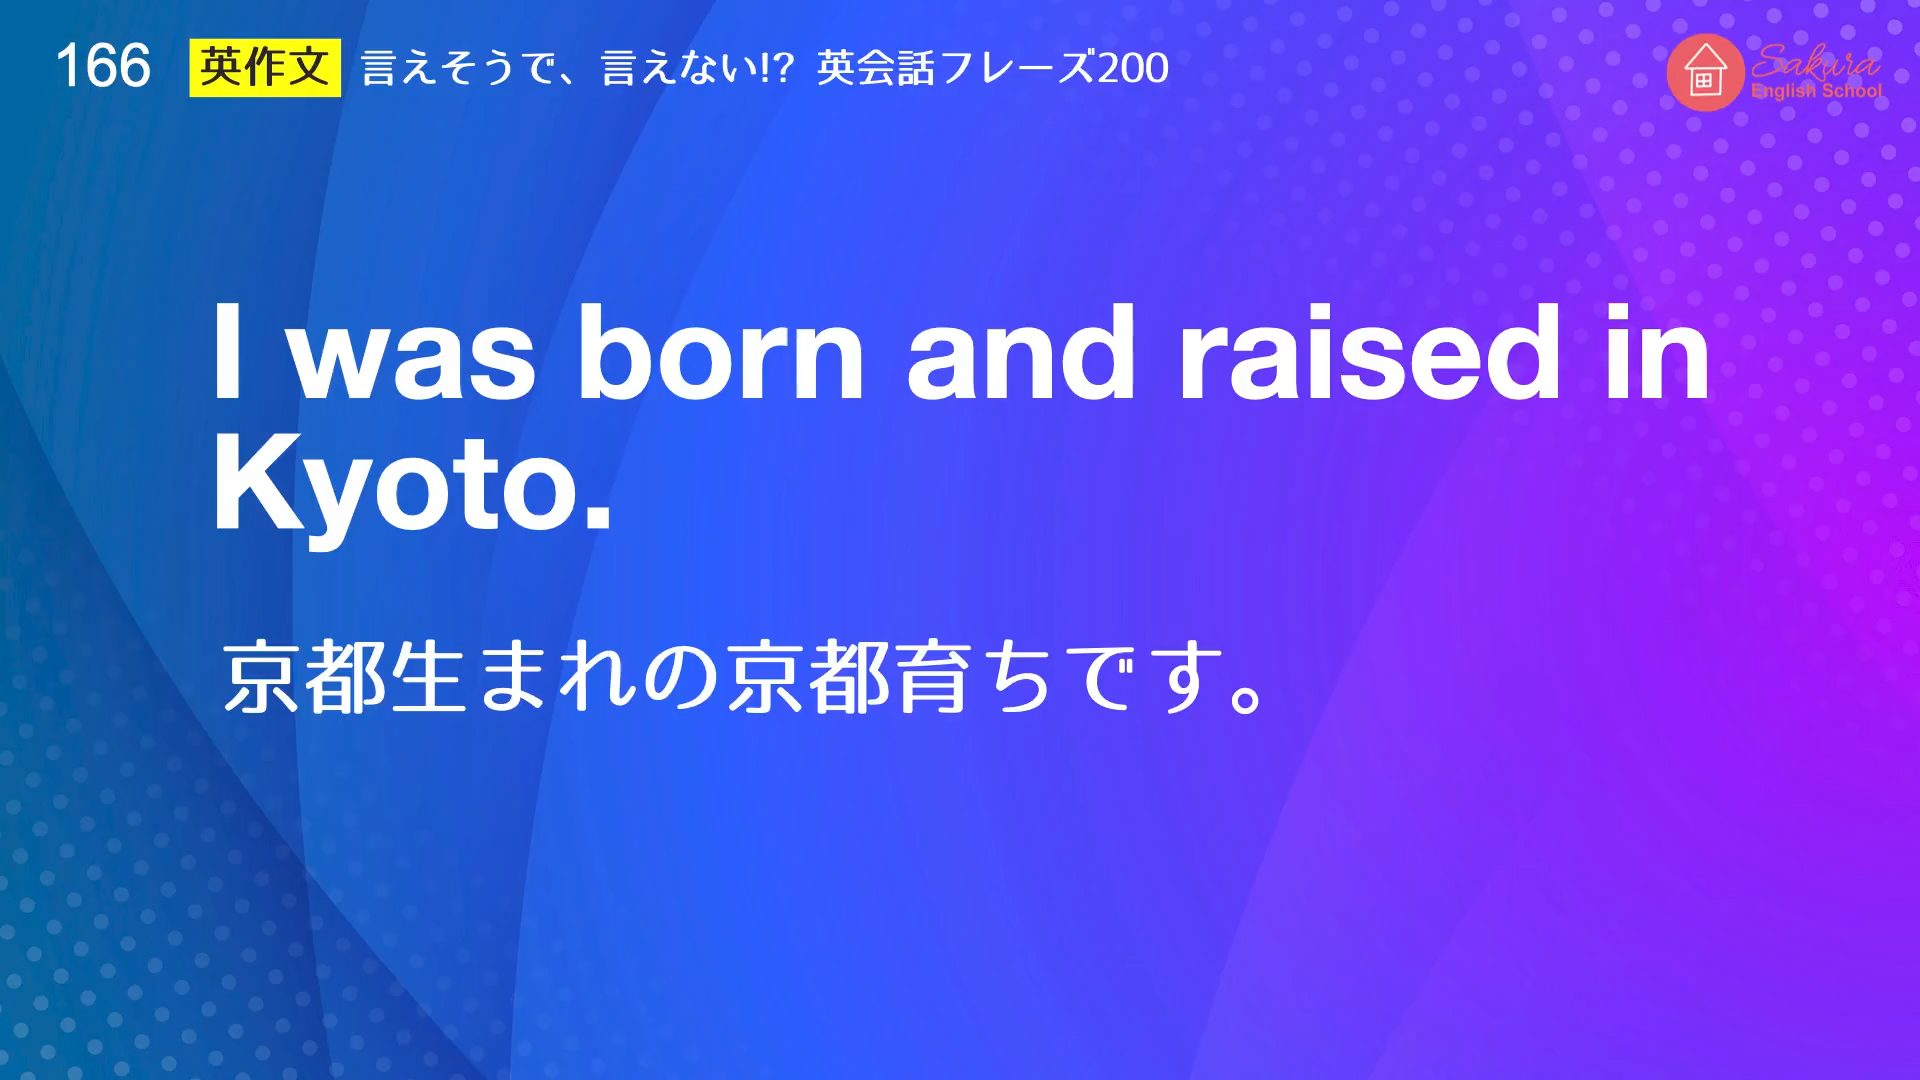 166 英作文 言えそうで、言えない!? 英会話フレーズ200
Sakura
English School
I was born and raised in
Kyoto.
京都生まれの京都育ちです。